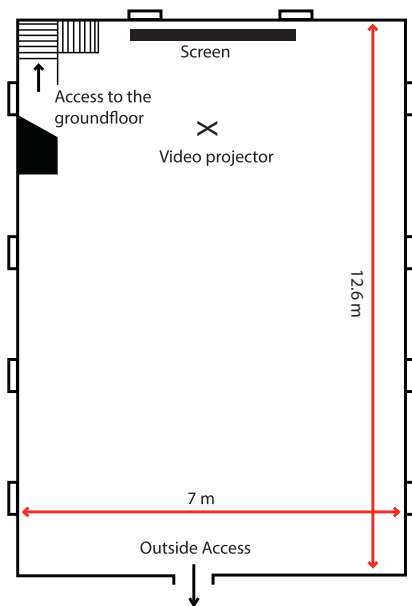 Screen
Access to the
groundfloor
Video projector
12.6 m
7 m
Outside Access